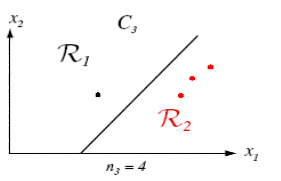 x₂
C₃
ℛ₁
ℛ₂
x₁
n₃ = 4